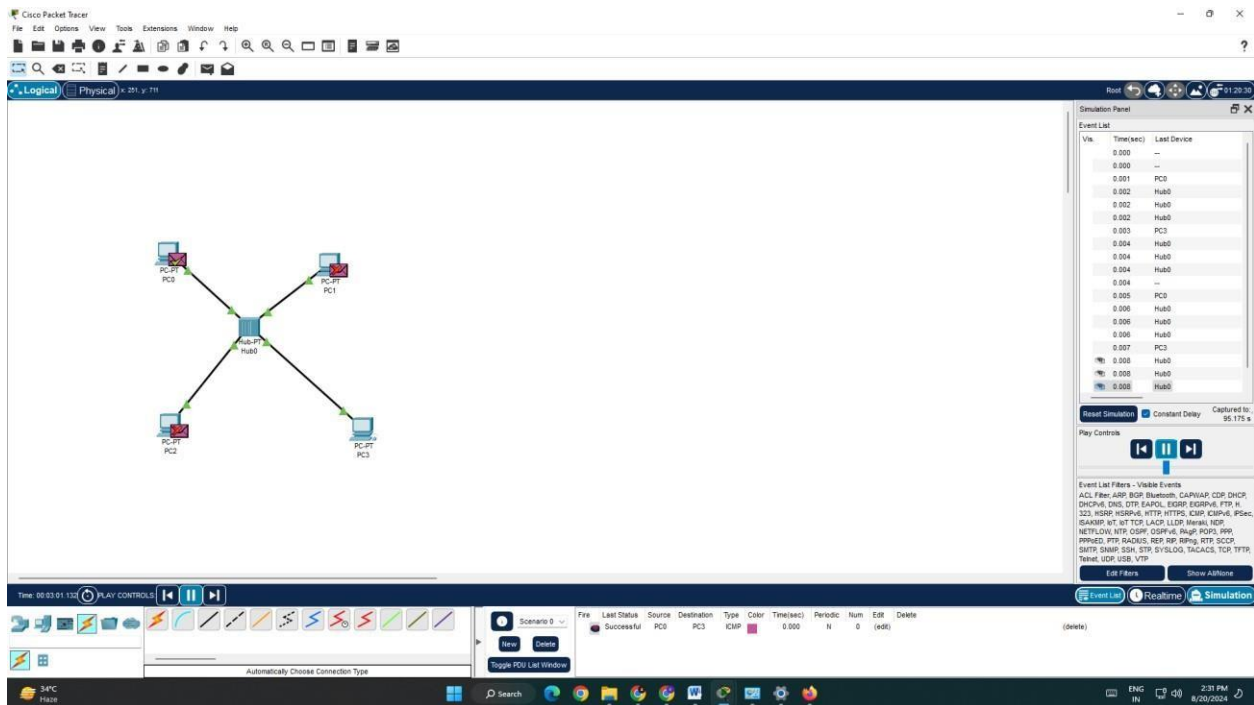 Cisco Packet Tracer
File Edit Options View Tools Extensions Window Help
?
Logical Physical x: 251, y: 711
Root 01:20:30
Simulation Panel
Event List
Vis. Time(sec) Last Device
0.000 --
0.000 --
0.001 PC0
0.002 Hub0
0.002 Hub0
0.002 Hub0
0.003 PC3
0.004 Hub0
0.004 Hub0
0.004 Hub0
0.004 --
0.005 PC0
0.006 Hub0
0.006 Hub0
0.006 Hub0
0.007 PC3
0.008 Hub0
0.008 Hub0
0.008 Hub0
Reset Simulation Constant Delay Captured to:
95.175 s
Play Controls
PC-PT
PC0
PC-PT
PC1
Hub-PT
Hub0
PC-PT
PC2
PC-PT
PC3
Event List Filters - Visible Events
ACL Filter, ARP, BGP, Bluetooth, CAPWAP, CDP, DHCP,
DHCPv6, DNS, DTP, EAPOL, EIGRP, EIGRPv6, FTP, H.
323, HSRP, HSRPv6, HTTP, HTTPS, ICMP, ICMPv6, IPSec,
ISAKMP, IoT, IoT TCP, LACP, LLDP, Meraki, NDP,
NETFLOW, NTP, OSPF, OSPFv6, PAgP, POP3, PPP,
PPPoED, PTP, RADIUS, REP, RIP, RIPng, RTP, SCCP,
SMTP, SNMP, SSH, STP, SYSLOG, TACACS, TCP, TFTP,
Telnet, UDP, USB, VTP
Edit Filters Show All/None
Time: 00:03:01.132 PLAY CONTROLS:
Event List Realtime Simulation
Scenario 0
New Delete
Toggle PDU List Window
Fire Last Status Source Destination Type Color Time(sec) Periodic Num Edit Delete
Successful PC0 PC3 ICMP 0.000 N 0 (edit) (delete)
Automatically Choose Connection Type
34°C
Haze
Search
ENG
IN
2:31 PM
8/20/2024